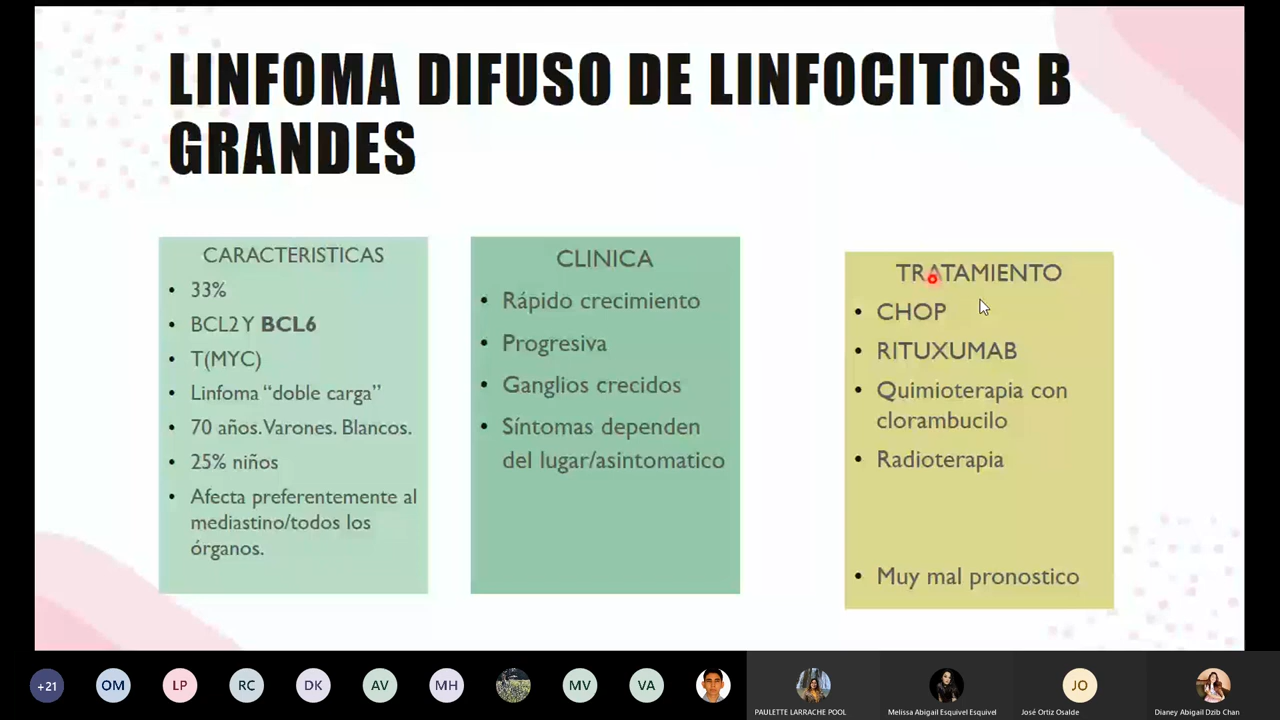 LINFOMA DIFUSO DE LINFOCITOS B
GRANDES
CARACTERISTICAS
• 33%
• BCL2 Y BCL6
• T(MYC)
• Linfoma “doble carga”
• 70 años. Varones. Blancos.
• 25% niños
• Afecta preferentemente al
mediastino/todos los
órganos.
CLINICA
• Rápido crecimiento
• Progresiva
• Ganglios crecidos
• Síntomas dependen
del lugar/asintomatico
TRATAMIENTO
• CHOP
• RITUXUMAB
• Quimioterapia con
clorambucilo
• Radioterapia
• Muy mal pronostico
+21
OM
LP
RC
DK
AV
MH
MV
VA
JO
PAULETTE LARRACHE POOL
Melissa Abigail Esquivel Esquivel
José Ortiz Osalde
Dianey Abigail Dzib Chan